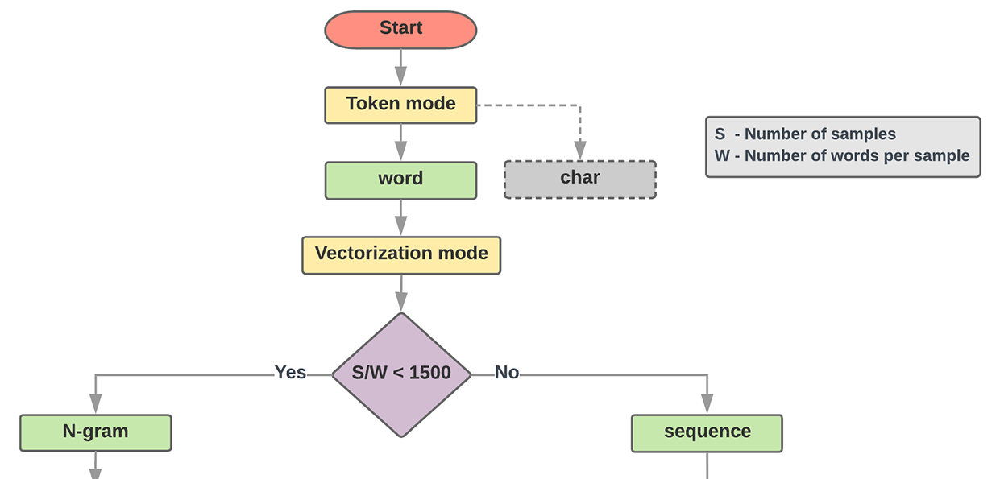 Start
Token mode
S - Number of samples
W - Number of words per sample
word
char
Vectorization mode
Yes
S/W < 1500
No
N-gram
sequence